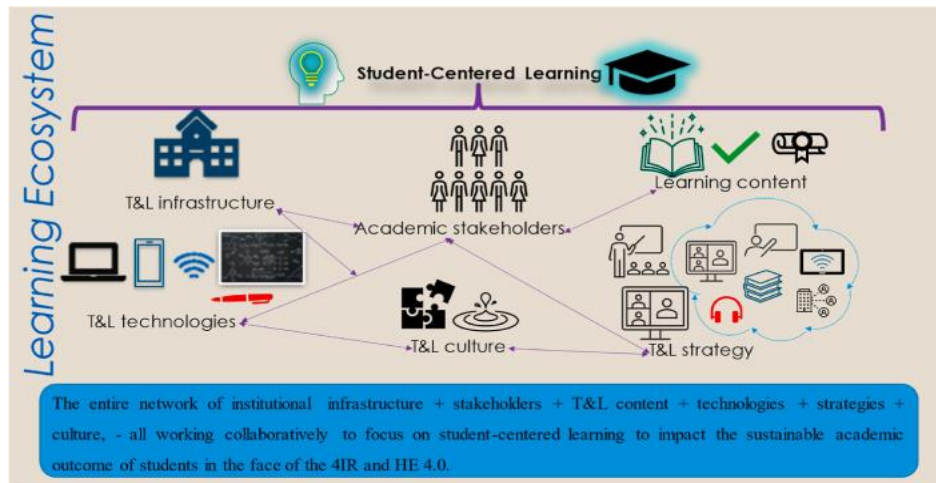 Learning Ecosystem
Student-Centered Learning
T&L infrastructure
Academic stakeholders
Learning content
T&L technologies
T&L culture
T&L strategy
The entire network of institutional infrastructure + stakeholders + T&L content + technologies + strategies +
culture, - all working collaboratively to focus on student-centered learning to impact the sustainable academic
outcome of students in the face of the 4IR and HE 4.0.